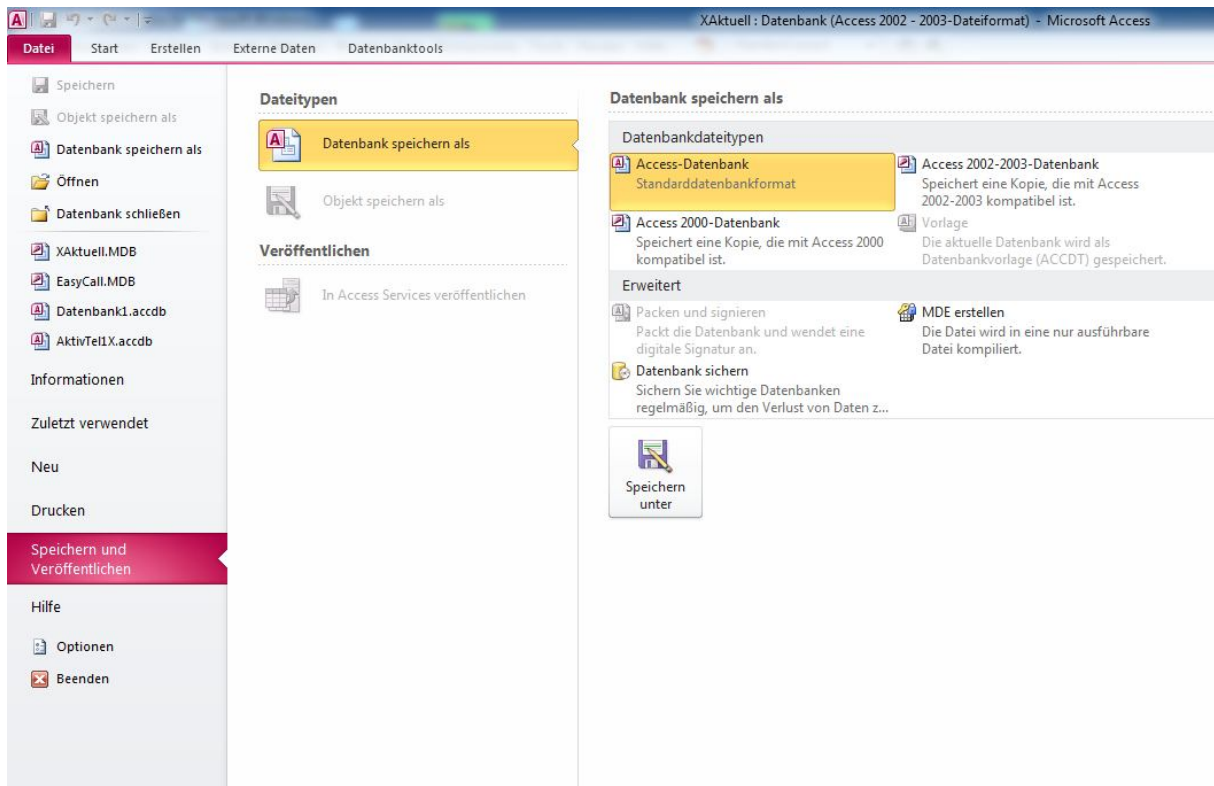 XAktuell : Datenbank (Access 2002 - 2003-Dateiformat) - Microsoft Access
Datei Start Erstellen Externe Daten Datenbanktools
Speichern
Objekt speichern als
Datenbank speichern als
Öffnen
Datenbank schließen
XAktuell.MDB
EasyCall.MDB
Datenbank1.accdb
AktivTel1X.accdb
Informationen
Zuletzt verwendet
Neu
Drucken
Speichern und
Veröffentlichen
Hilfe
Optionen
Beenden
Dateitypen
Datenbank speichern als
Objekt speichern als
Veröffentlichen
In Access Services veröffentlichen
Datenbank speichern als
Datenbankdateitypen
Access-Datenbank
Standarddatenbankformat
Access 2002-2003-Datenbank
Speichert eine Kopie, die mit Access
2002-2003 kompatibel ist.
Access 2000-Datenbank
Speichert eine Kopie, die mit Access 2000
kompatibel ist.
Vorlage
Die aktuelle Datenbank wird als
Datenbankvorlage (ACCDT) gespeichert.
Erweitert
Packen und signieren
Packt die Datenbank und wendet eine
digitale Signatur an.
MDE erstellen
Die Datei wird in eine nur ausführbare
Datei kompiliert.
Datenbank sichern
Sichern Sie wichtige Datenbanken
regelmäßig, um den Verlust von Daten z...
Speichern
unter